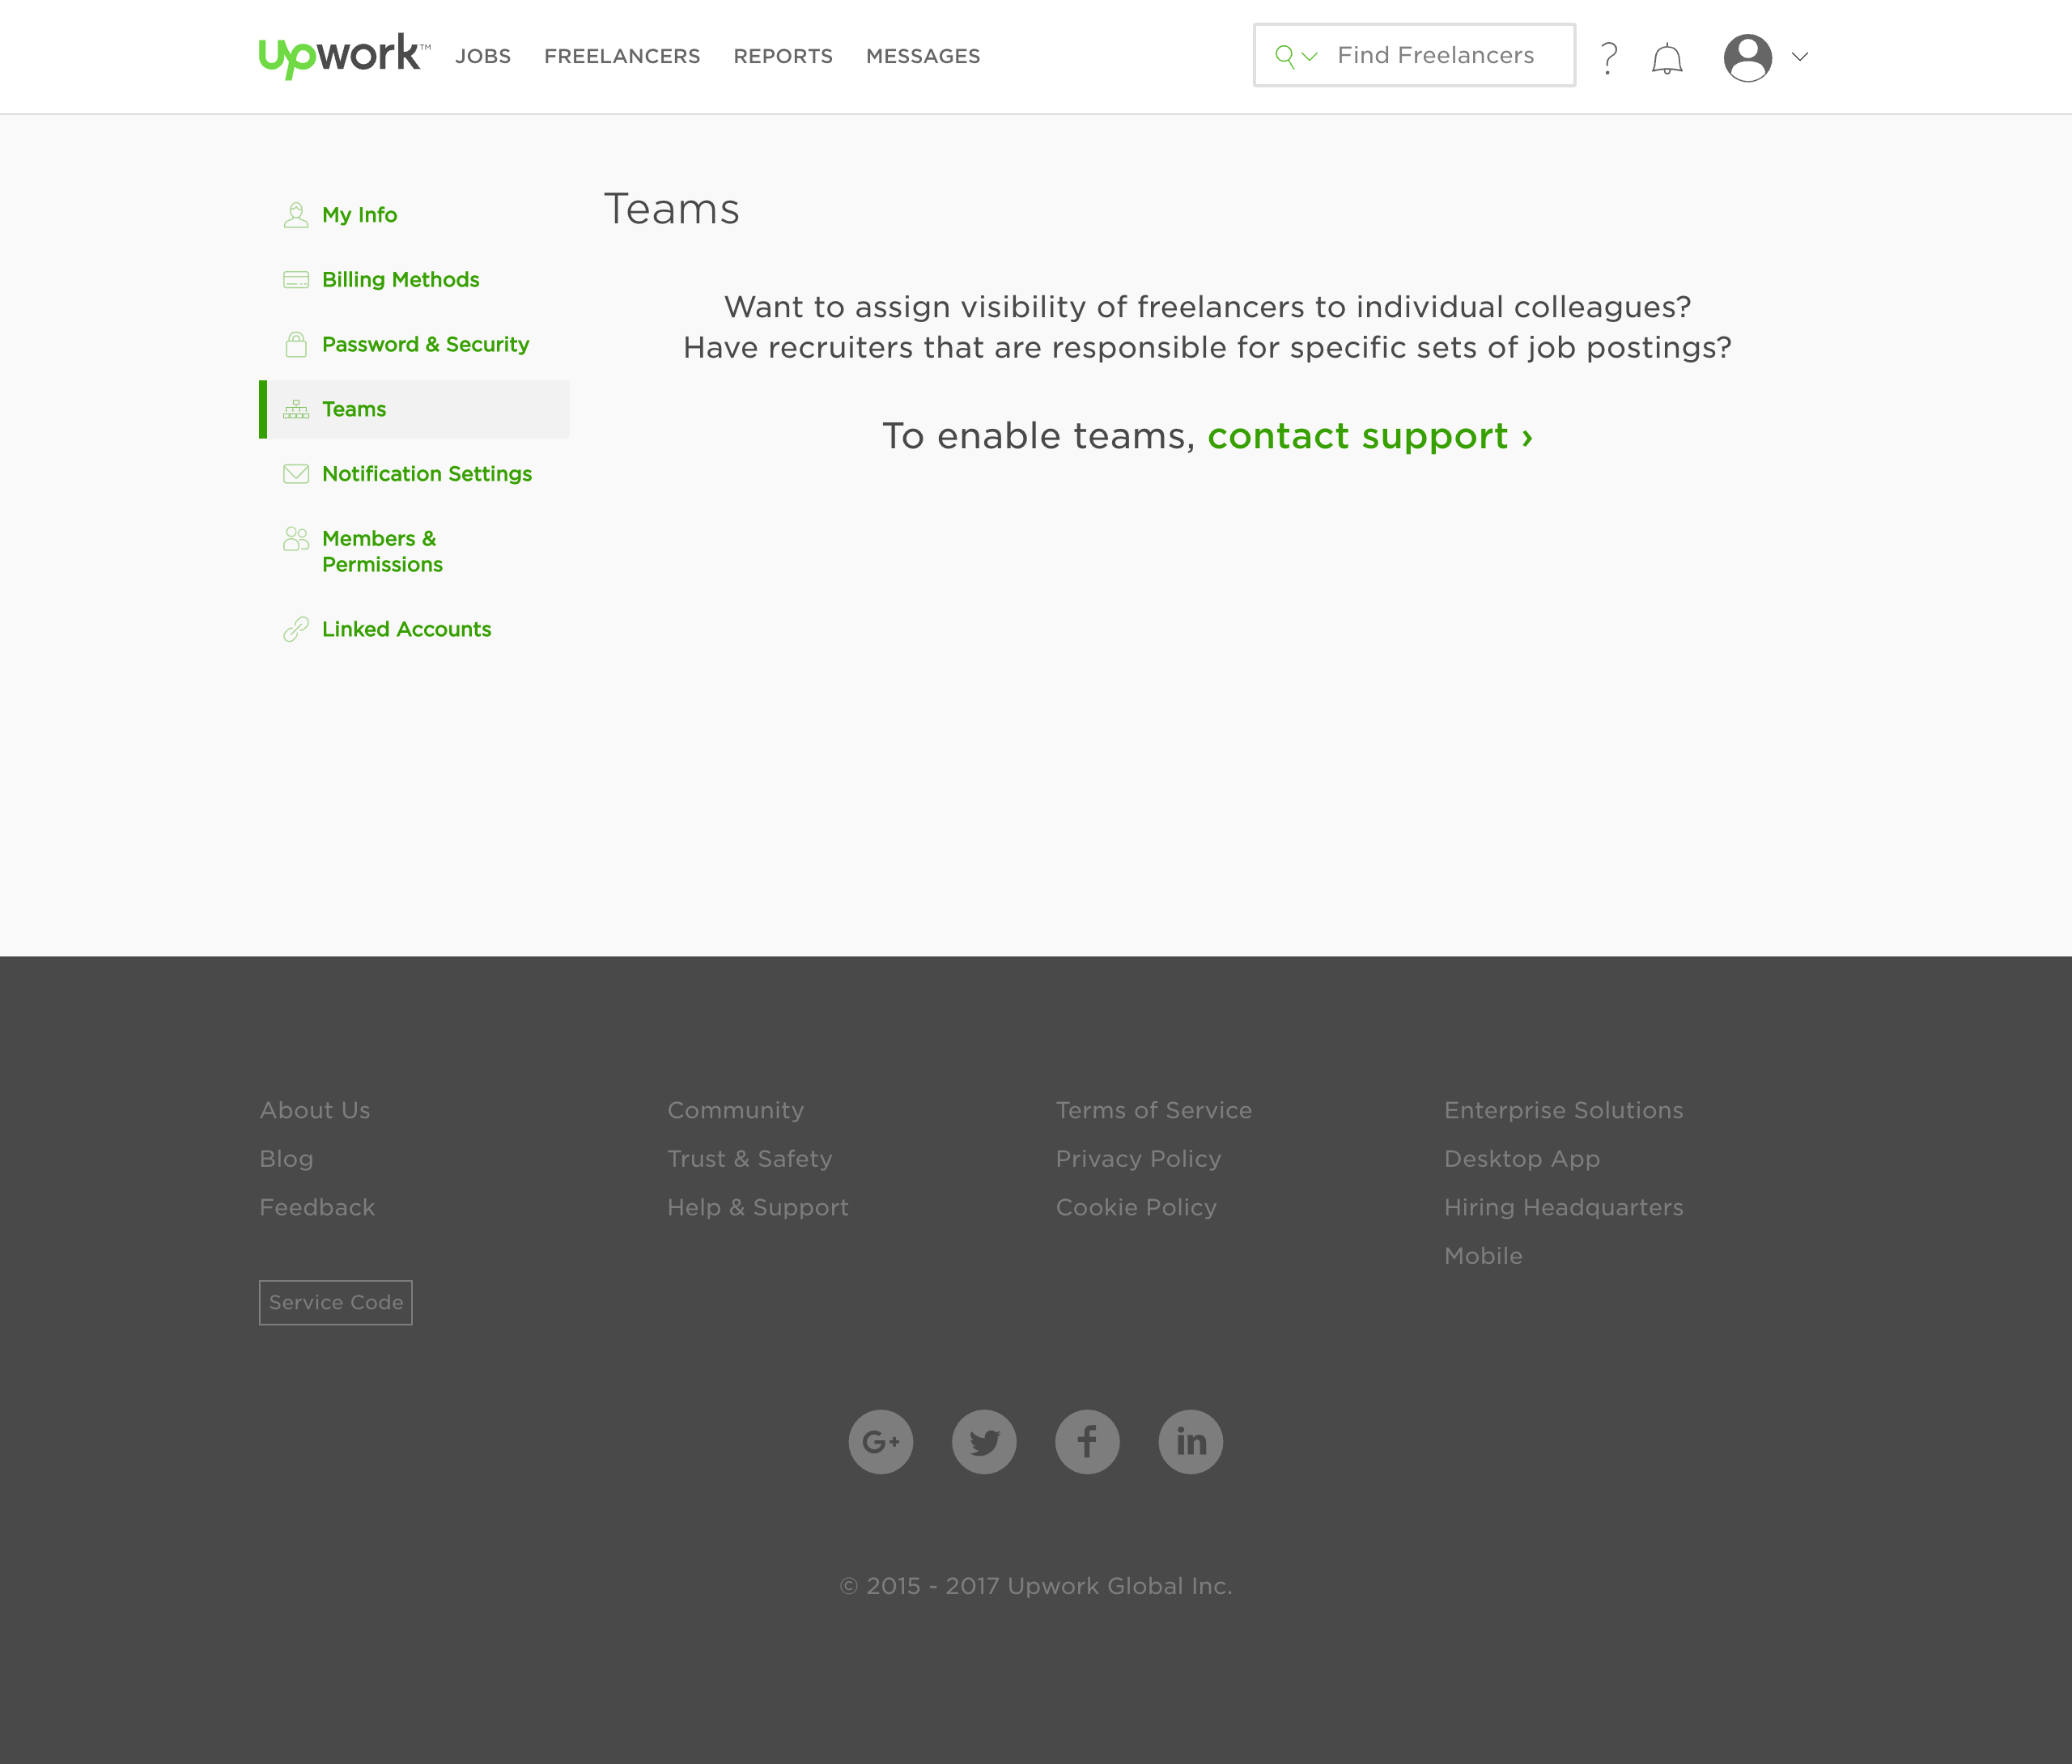 upwork™ JOBS FREELANCERS REPORTS MESSAGES Find Freelancers
My Info
Billing Methods
Password & Security
Teams
Notification Settings
Members &
Permissions
Linked Accounts
Teams
Want to assign visibility of freelancers to individual colleagues?
Have recruiters that are responsible for specific sets of job postings?
To enable teams, contact support ›
About Us
Blog
Feedback
Community
Trust & Safety
Help & Support
Terms of Service
Privacy Policy
Cookie Policy
Enterprise Solutions
Desktop App
Hiring Headquarters
Mobile
Service Code
G+ f in
© 2015 - 2017 Upwork Global Inc.